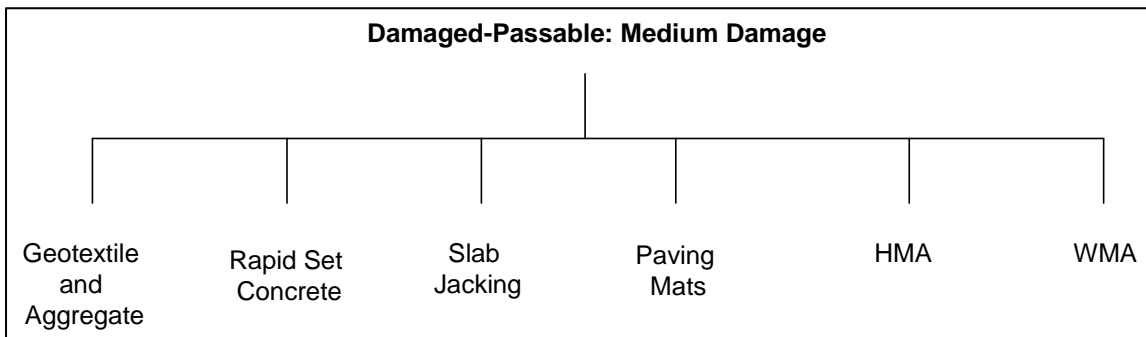 Damaged-Passable: Medium Damage
Geotextile
and
Aggregate
Rapid Set
Concrete
Slab
Jacking
Paving
Mats
HMA
WMA